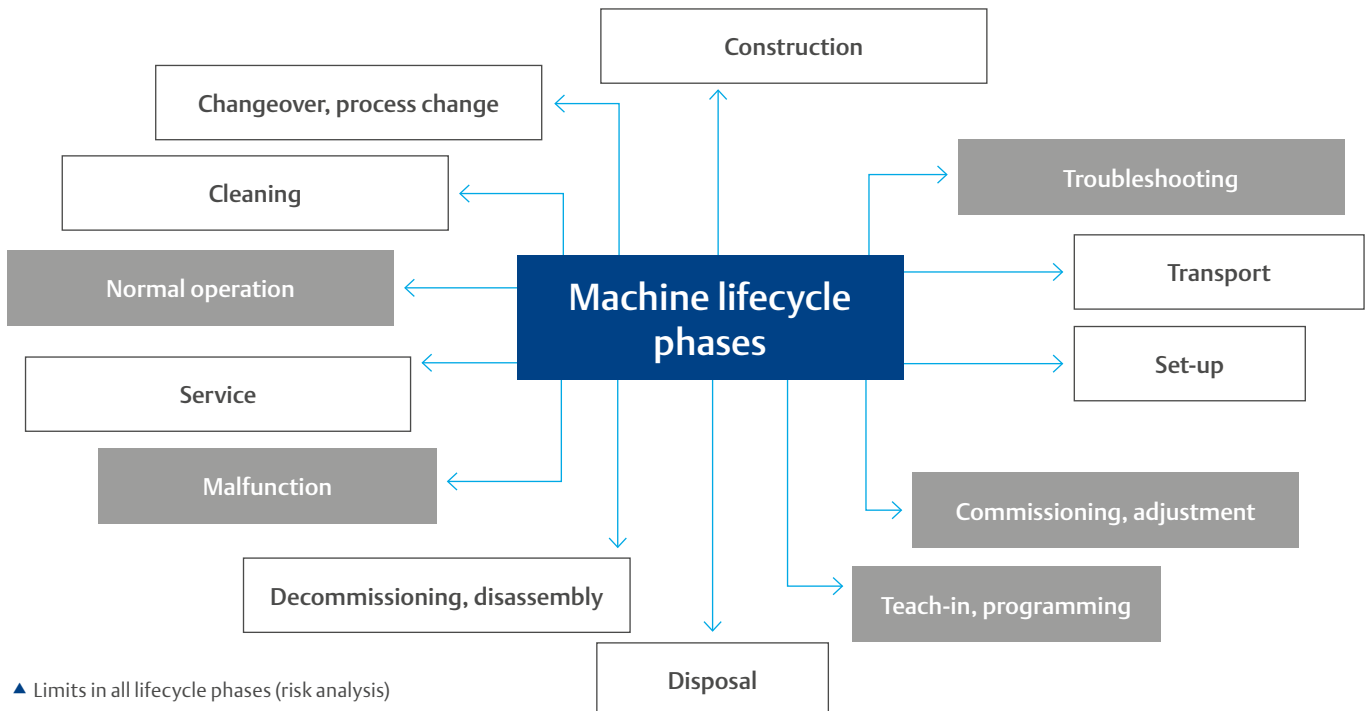 Construction
Changeover, process change
Troubleshooting
Cleaning
Transport
Normal operation
Machine lifecycle
phases
Set-up
Service
Malfunction
Commissioning, adjustment
Decommissioning, disassembly
Teach-in, programming
Disposal
▲ Limits in all lifecycle phases (risk analysis)